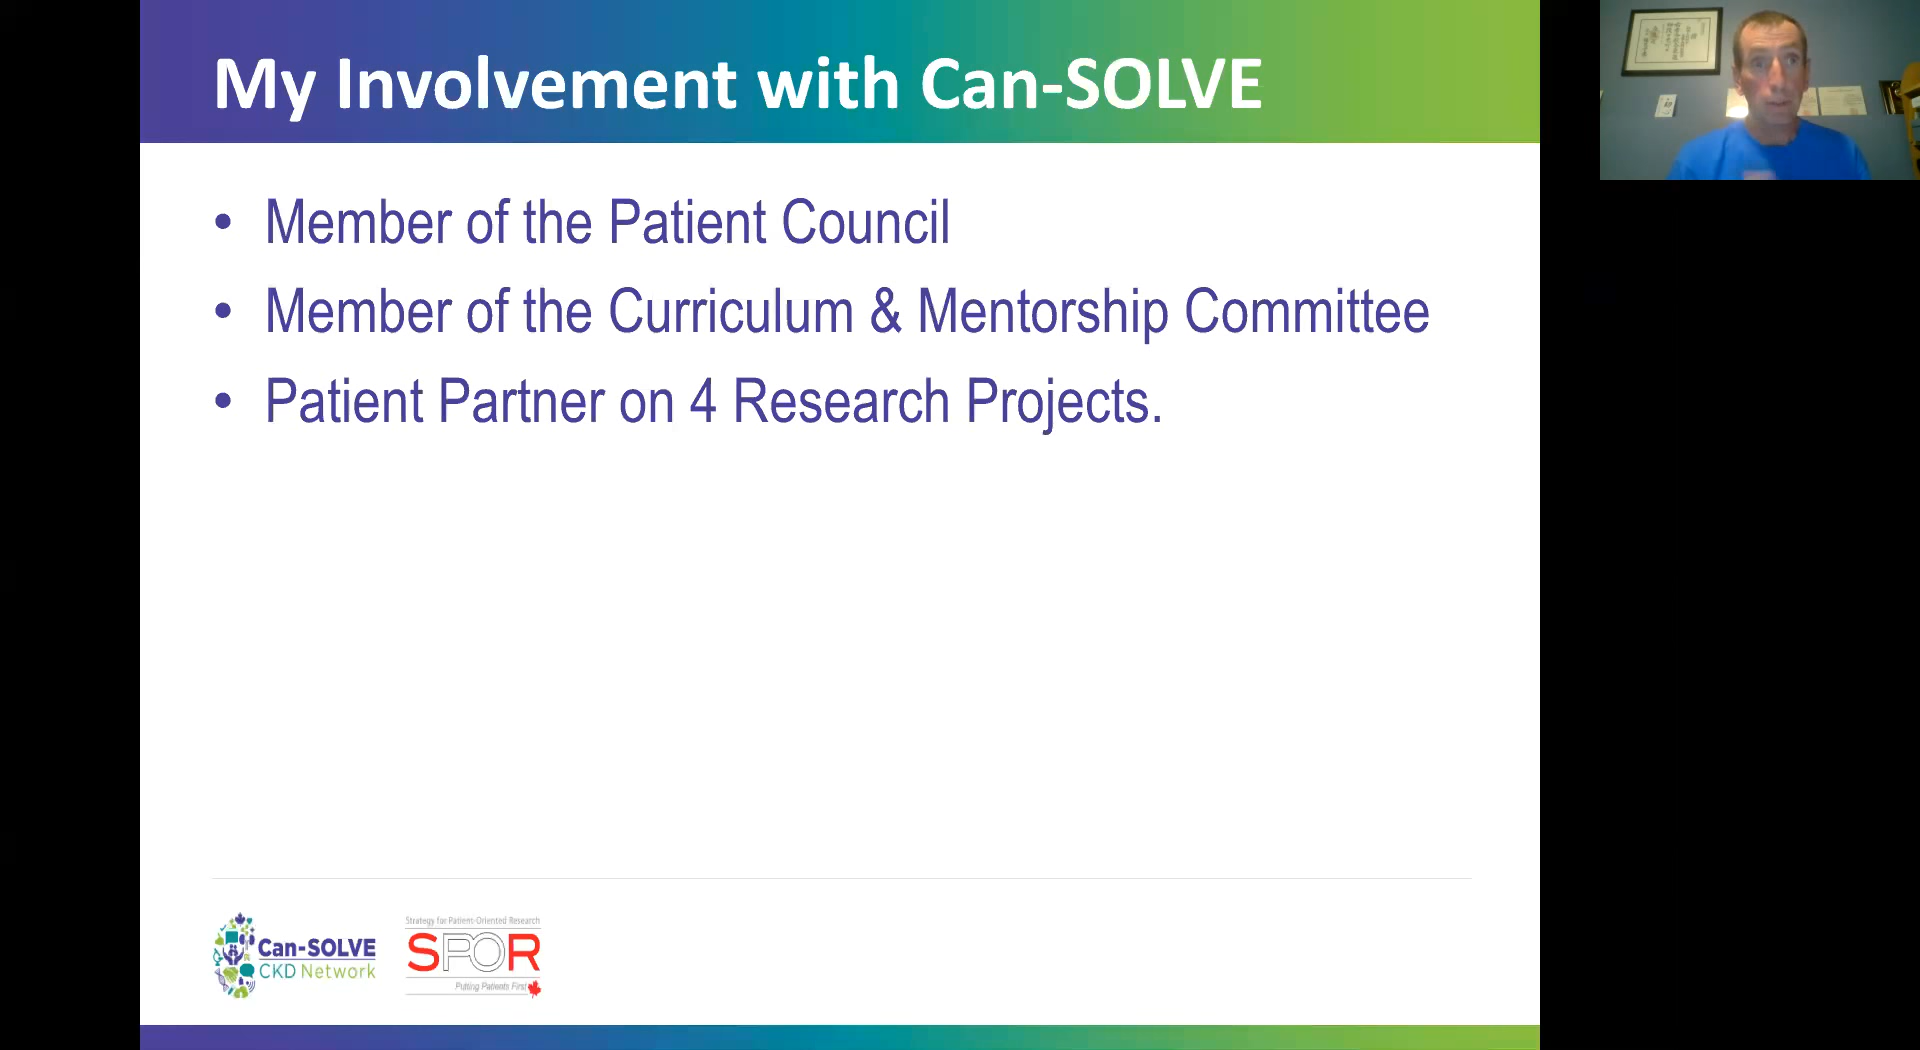 My Involvement with Can-SOLVE
• Member of the Patient Council
• Member of the Curriculum & Mentorship Committee
• Patient Partner on 4 Research Projects.
Can-SOLVE
CKD Network
Strategy for Patient-Oriented Research
SPOR
Putting Patients First